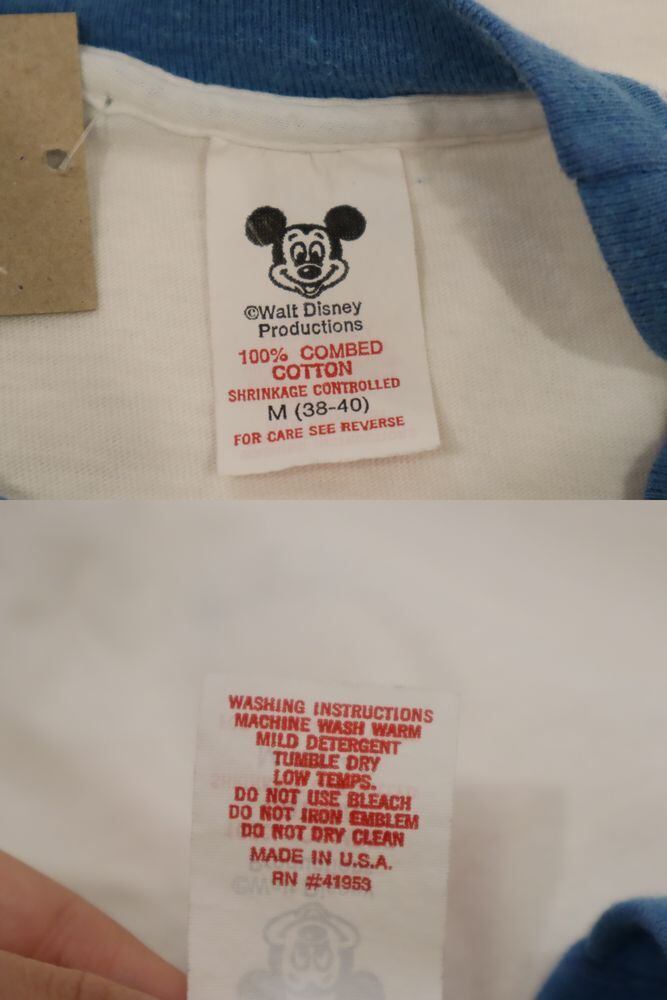 ©Walt Disney
Productions
100% COMBED
COTTON
SHRINKAGE CONTROLLED
M (38-40)
FOR CARE SEE REVERSE
WASHING INSTRUCTIONS
MACHINE WASH WARM
MILD DETERGENT
TUMBLE DRY
LOW TEMPS.
DO NOT USE BLEACH
DO NOT IRON EMBLEM
DO NOT DRY CLEAN
MADE IN U.S.A.
RN #41953